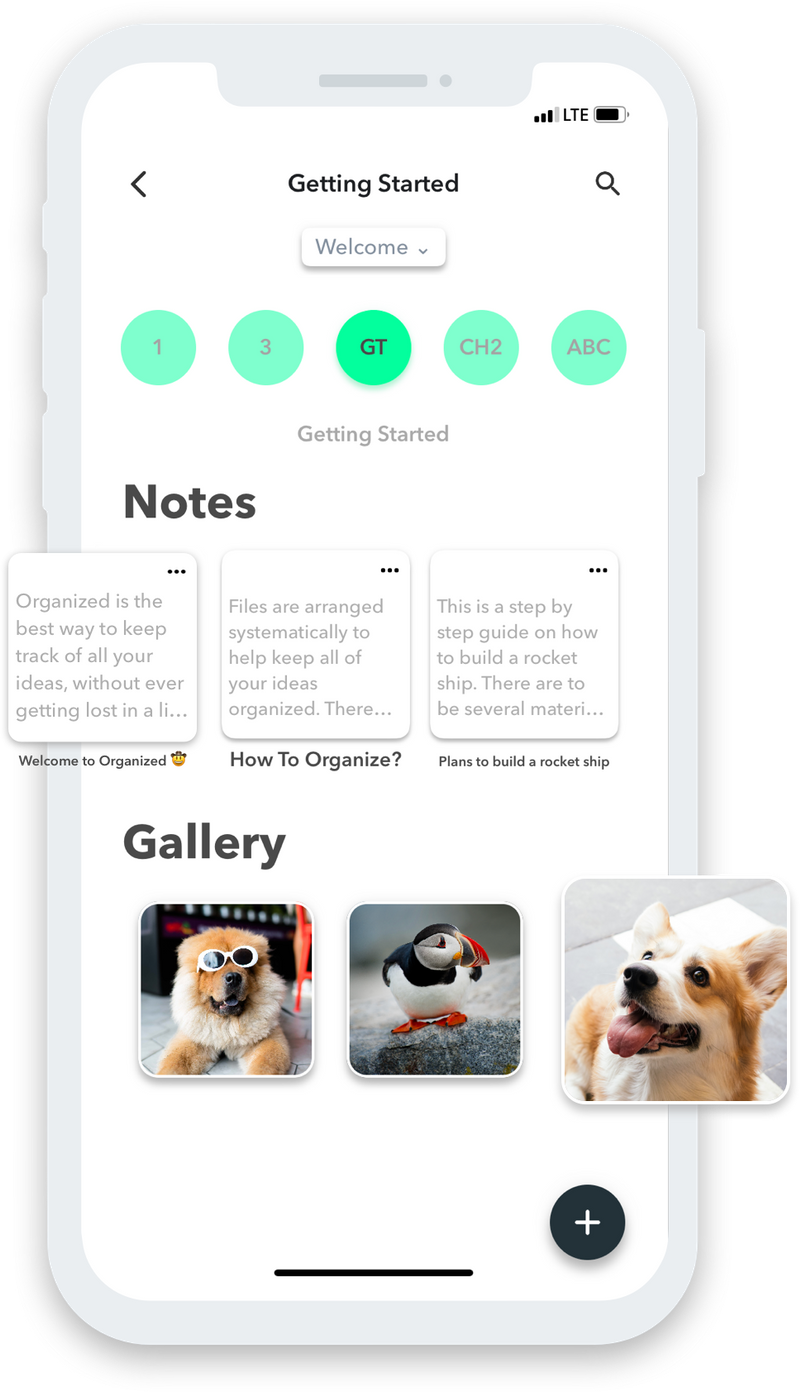 LTE
Getting Started
Welcome
1 3 GT CH2 ABC
Getting Started
Notes
Organized is the
best way to keep
track of all your
ideas, without ever
getting lost in a li...
Welcome to Organized 🤠
Files are arranged
systematically to
help keep all of
your ideas
organized. There...
How To Organize?
This is a step by
step guide on how
to build a rocket
ship. There are to
be several materi...
Plans to build a rocket ship
Gallery